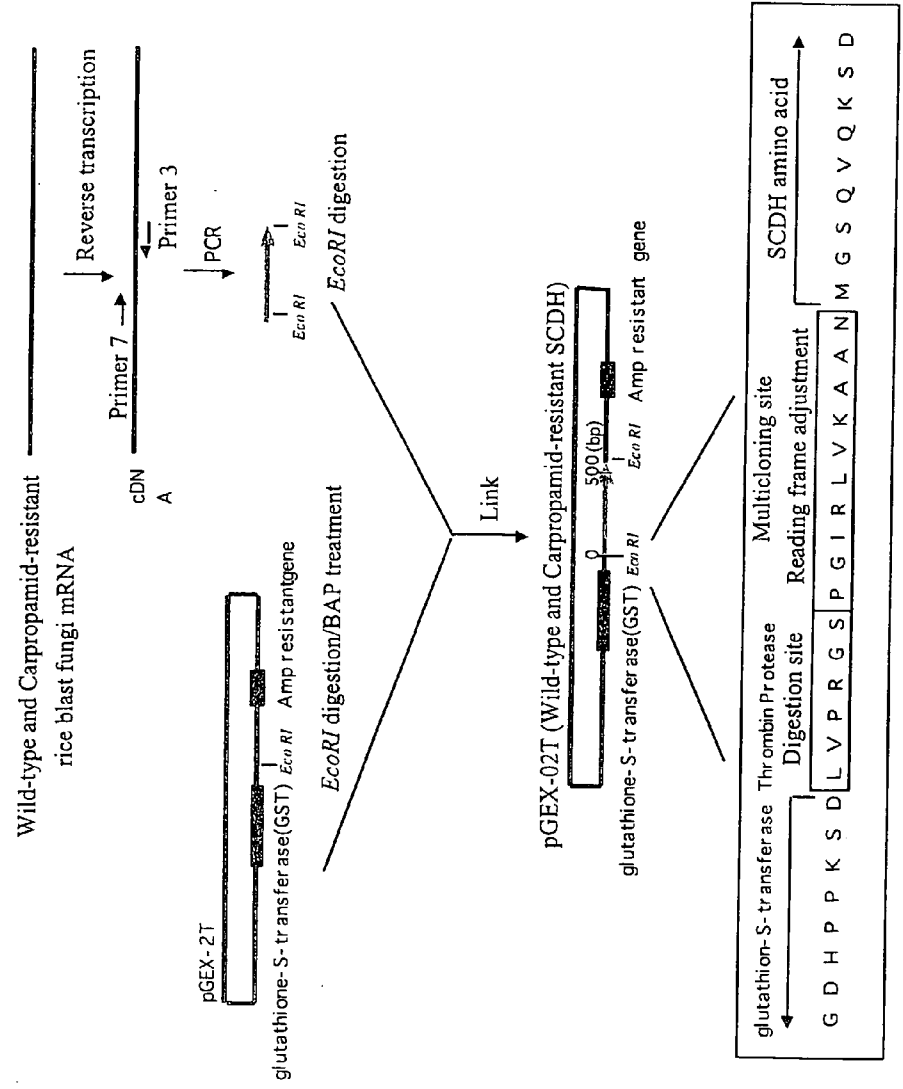 Wild-type and Carpropamid-resistant
rice blast fungi mRNA
Reverse transcription
Primer 7
cDN
A
Primer 3
PCR
Eco RI
Eco RI
EcoRI digestion
pGEX-2T
glutathione-S-transferase(GST) Eco RI Amp resistantgene
EcoRI digestion/BAP treatment
Link
pGEX-02T (Wild-type and Carpropamid-resistant SCDH)
0 500(bp)
glutathione-S-transferase(GST) Eco RI Eco RI Amp resistant gene
glutathion-S-transferase Thrombin Protease Multicloning site SCDH amino acid
Digestion site Reading frame adjustment
G D H P P K S D L V P R G S P G I R L V K A A N M G S Q V Q K S D